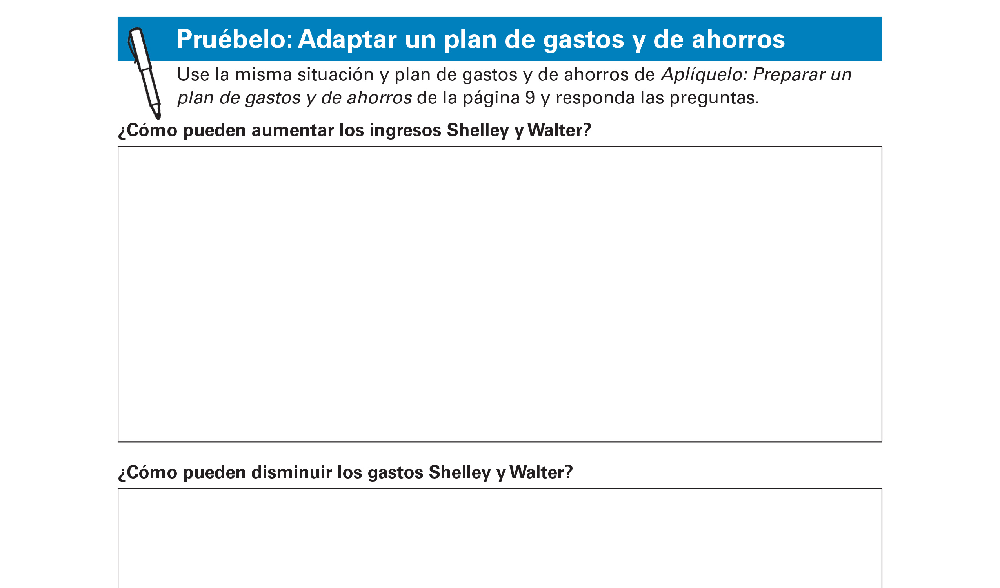 Pruébelo: Adaptar un plan de gastos y de ahorros
Use la misma situación y plan de gastos y de ahorros de Aplíquelo: Preparar un
plan de gastos y de ahorros de la página 9 y responda las preguntas.
¿Cómo pueden aumentar los ingresos Shelley y Walter?
¿Cómo pueden disminuir los gastos Shelley y Walter?